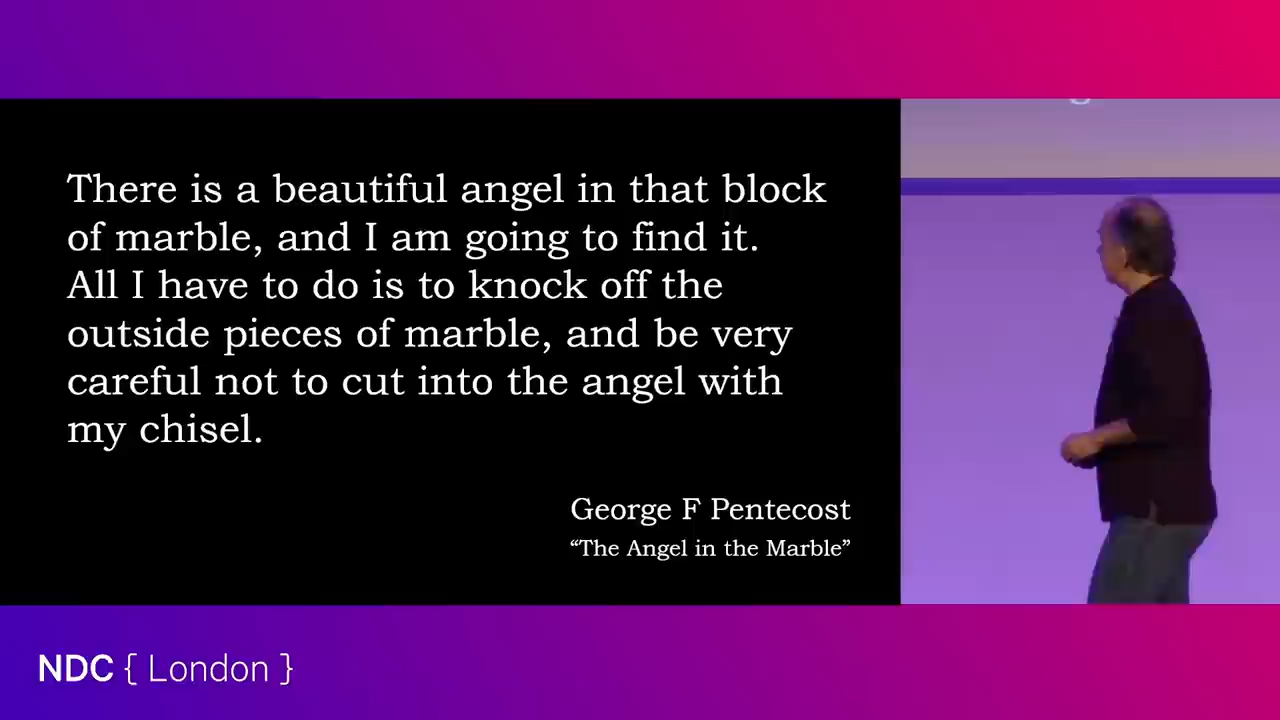 There is a beautiful angel in that block
of marble, and I am going to find it.
All I have to do is to knock off the
outside pieces of marble, and be very
careful not to cut into the angel with
my chisel.
George F Pentecost
“The Angel in the Marble”
NDC { London }